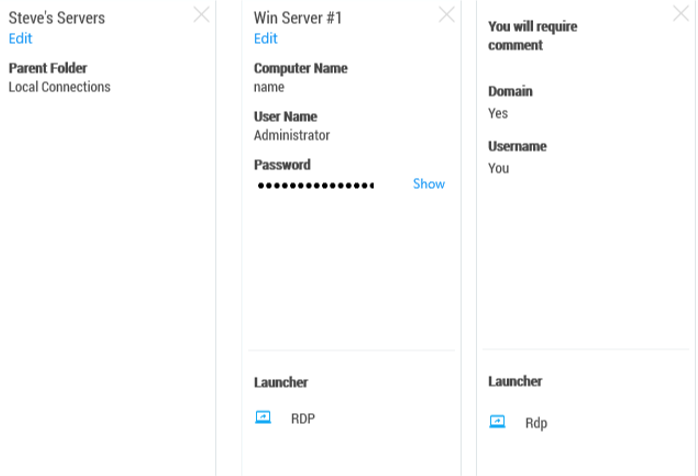 Steve's Servers
Edit
Parent Folder
Local Connections
Win Server #1
Edit
Computer Name
name
User Name
Administrator
Password
Show
Launcher
RDP
You will require
comment
Domain
Yes
Username
You
Launcher
Rdp